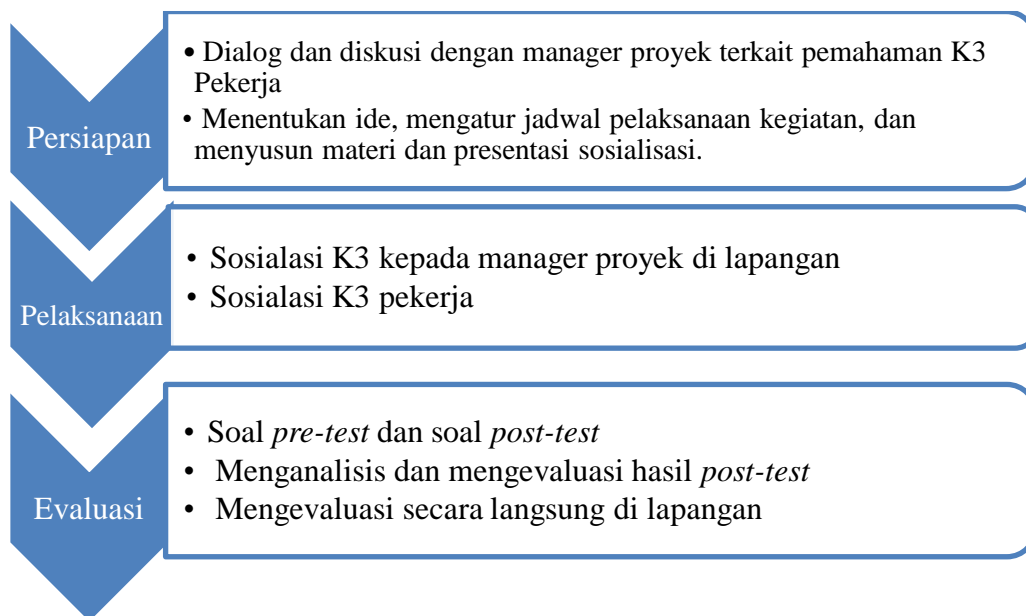 Persiapan
• Dialog dan diskusi dengan manager proyek terkait pemahaman K3
Pekerja
• Menentukan ide, mengatur jadwal pelaksanaan kegiatan, dan
menyusun materi dan presentasi sosialisasi.
Pelaksanaan
• Sosialasi K3 kepada manager proyek di lapangan
• Sosialasi K3 pekerja
Evaluasi
• Soal pre-test dan soal post-test
• Menganalisis dan mengevaluasi hasil post-test
• Mengevaluasi secara langsung di lapangan